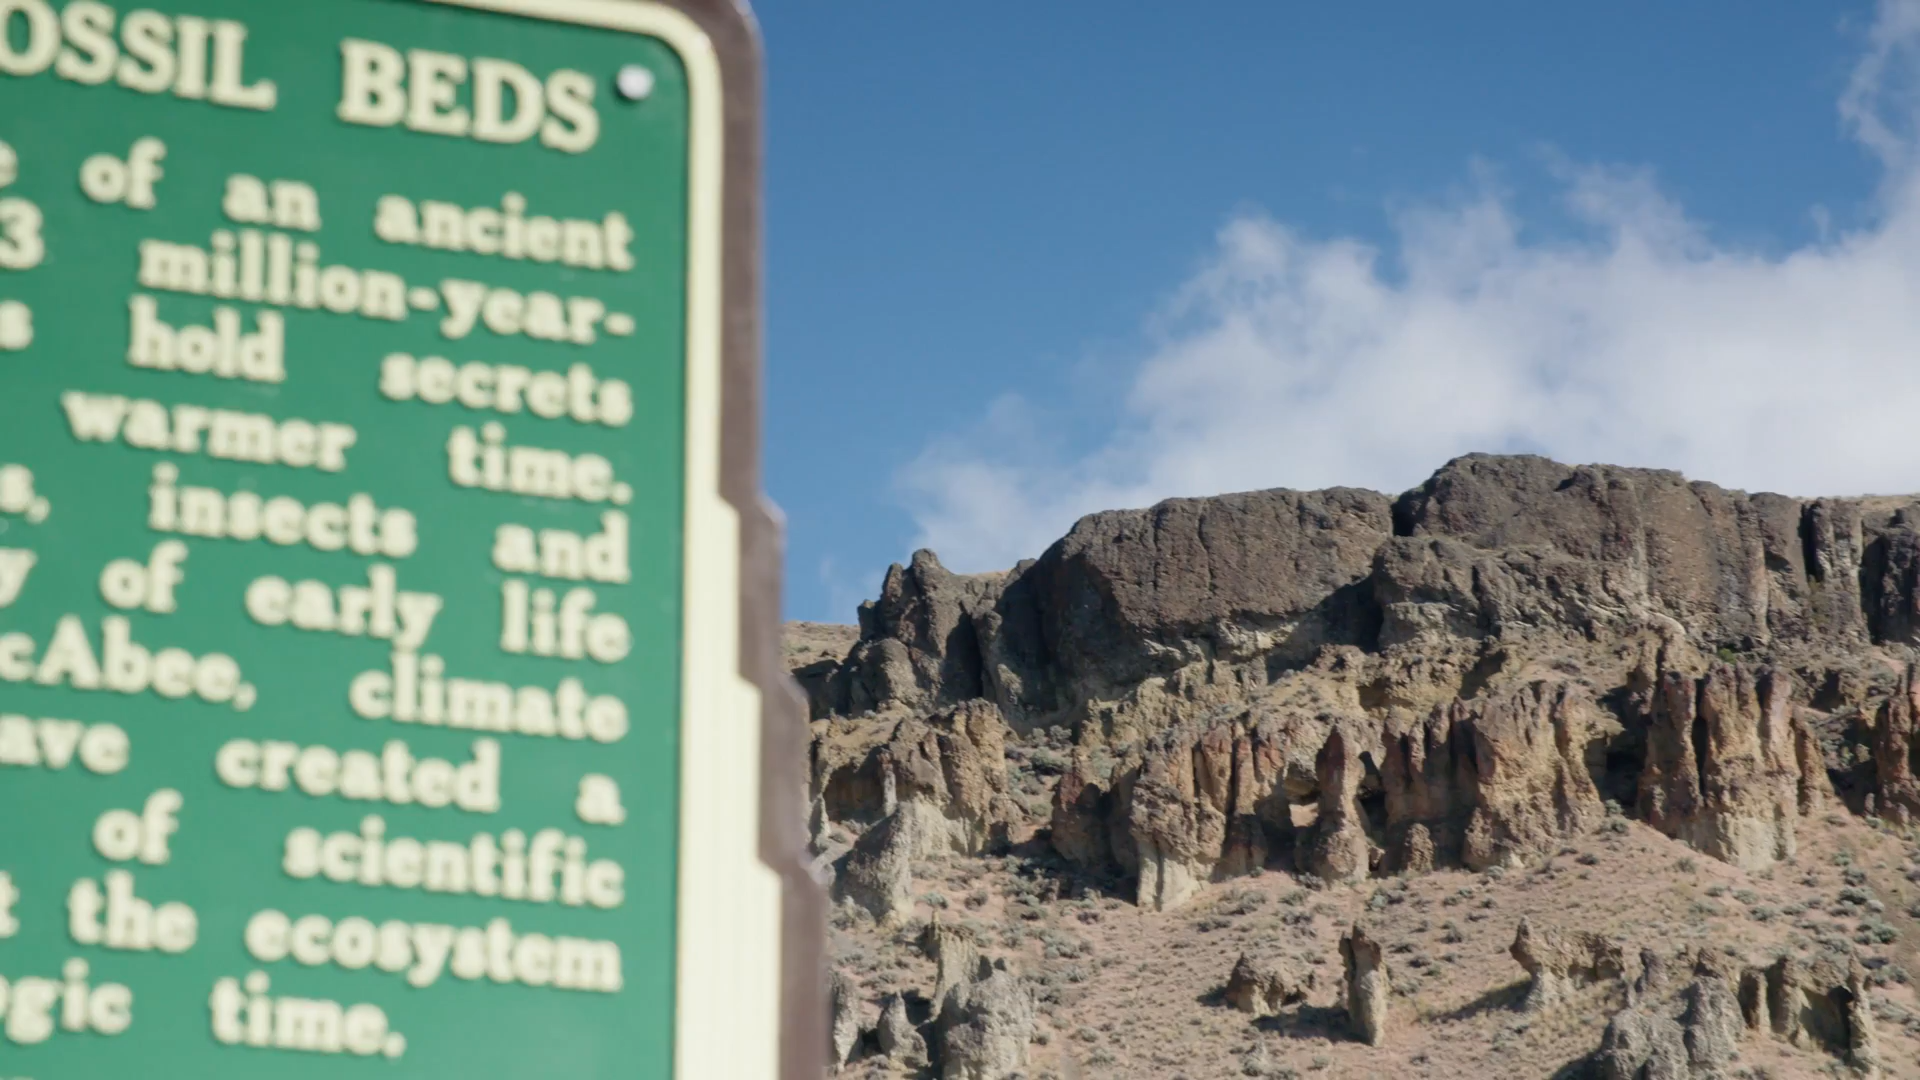 OSSIL BEDS
e of an ancient
3 million-year-
s hold secrets
warmer time.
s, insects and
y of early life
cAbee, climate
ave created a
of scientific
t the ecosystem
egic time.